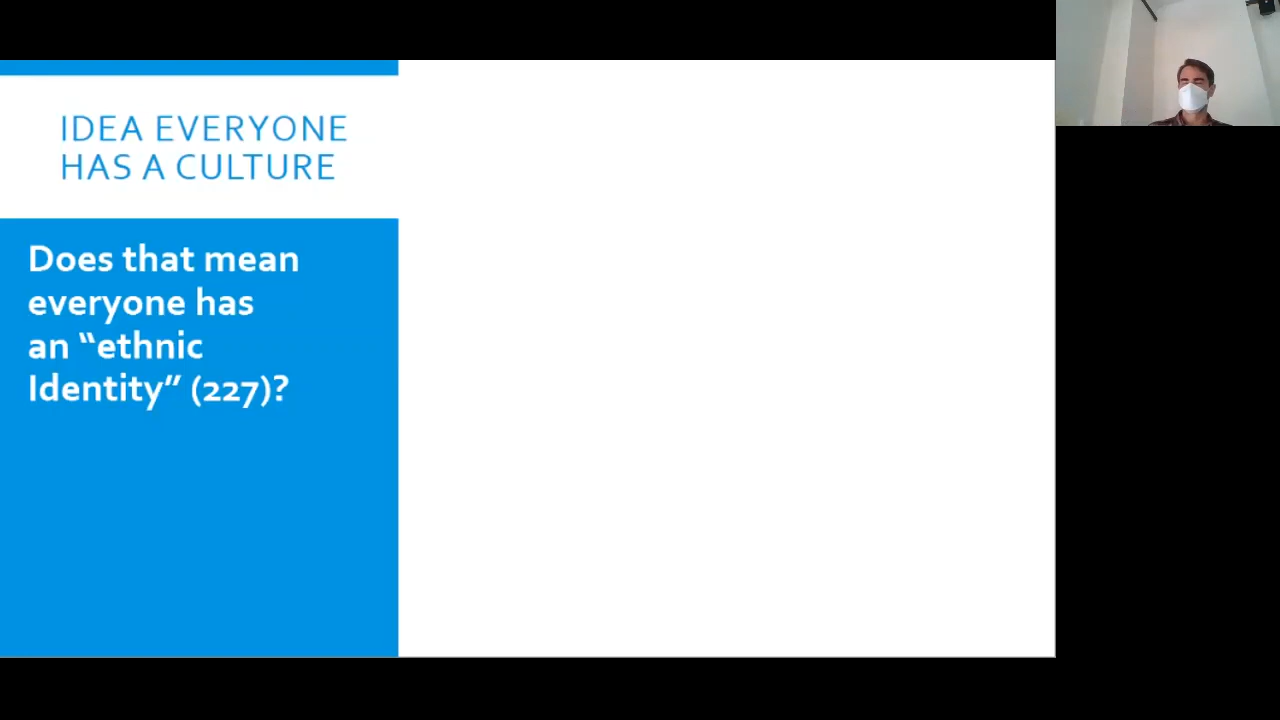 IDEA EVERYONE
HAS A CULTURE
Does that mean
everyone has
an “ethnic
Identity” (227)?